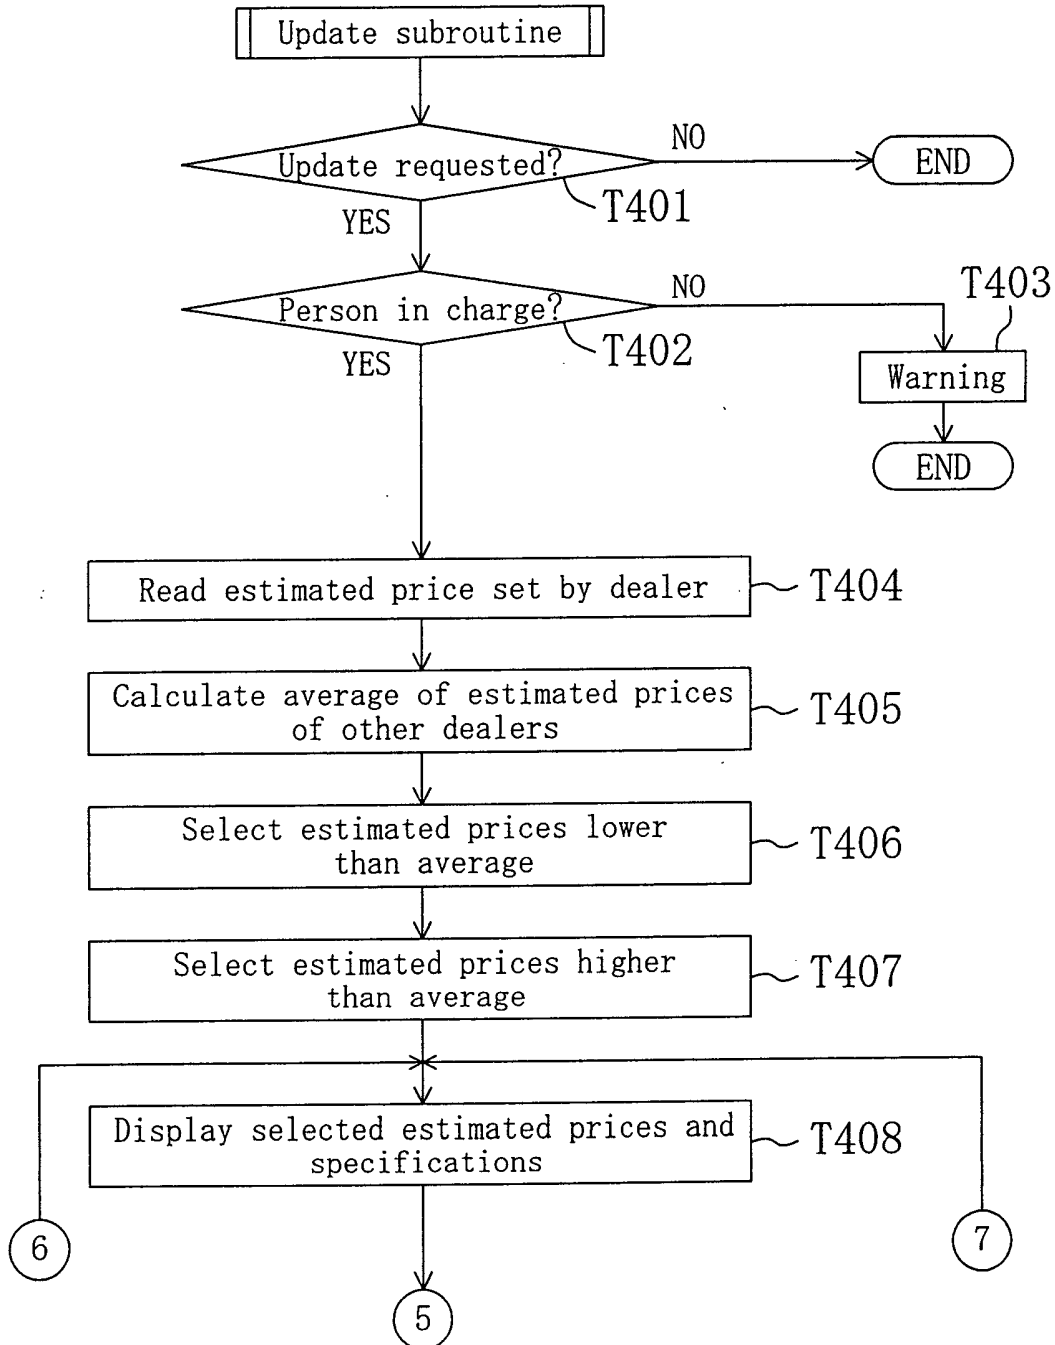 Update subroutine
NO
Update requested?
END
T401
YES
NO
T403
Person in charge?
T402
YES
Warning
END
Read estimated price set by dealer
T404
Calculate average of estimated prices
of other dealers
T405
Select estimated prices lower
than average
T406
Select estimated prices higher
than average
T407
Display selected estimated prices and
specifications
T408
6
7
5